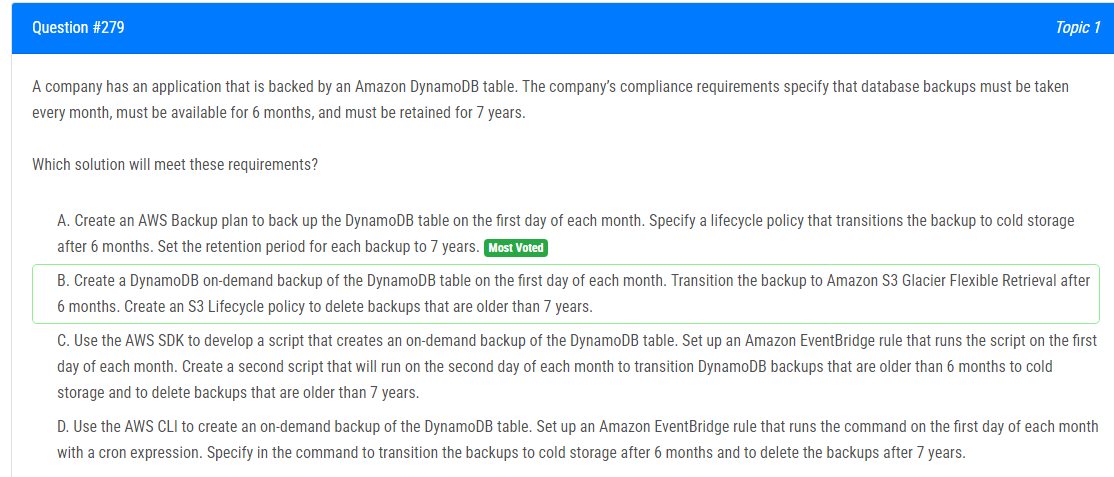 Question #279
Topic 1
A company has an application that is backed by an Amazon DynamoDB table. The company’s compliance requirements specify that database backups must be taken
every month, must be available for 6 months, and must be retained for 7 years.
Which solution will meet these requirements?
A. Create an AWS Backup plan to back up the DynamoDB table on the first day of each month. Specify a lifecycle policy that transitions the backup to cold storage
after 6 months. Set the retention period for each backup to 7 years. Most Voted
B. Create a DynamoDB on-demand backup of the DynamoDB table on the first day of each month. Transition the backup to Amazon S3 Glacier Flexible Retrieval after
6 months. Create an S3 Lifecycle policy to delete backups that are older than 7 years.
C. Use the AWS SDK to develop a script that creates an on-demand backup of the DynamoDB table. Set up an Amazon EventBridge rule that runs the script on the first
day of each month. Create a second script that will run on the second day of each month to transition DynamoDB backups that are older than 6 months to cold
storage and to delete backups that are older than 7 years.
D. Use the AWS CLI to create an on-demand backup of the DynamoDB table. Set up an Amazon EventBridge rule that runs the command on the first day of each month
with a cron expression. Specify in the command to transition the backups to cold storage after 6 months and to delete the backups after 7 years.